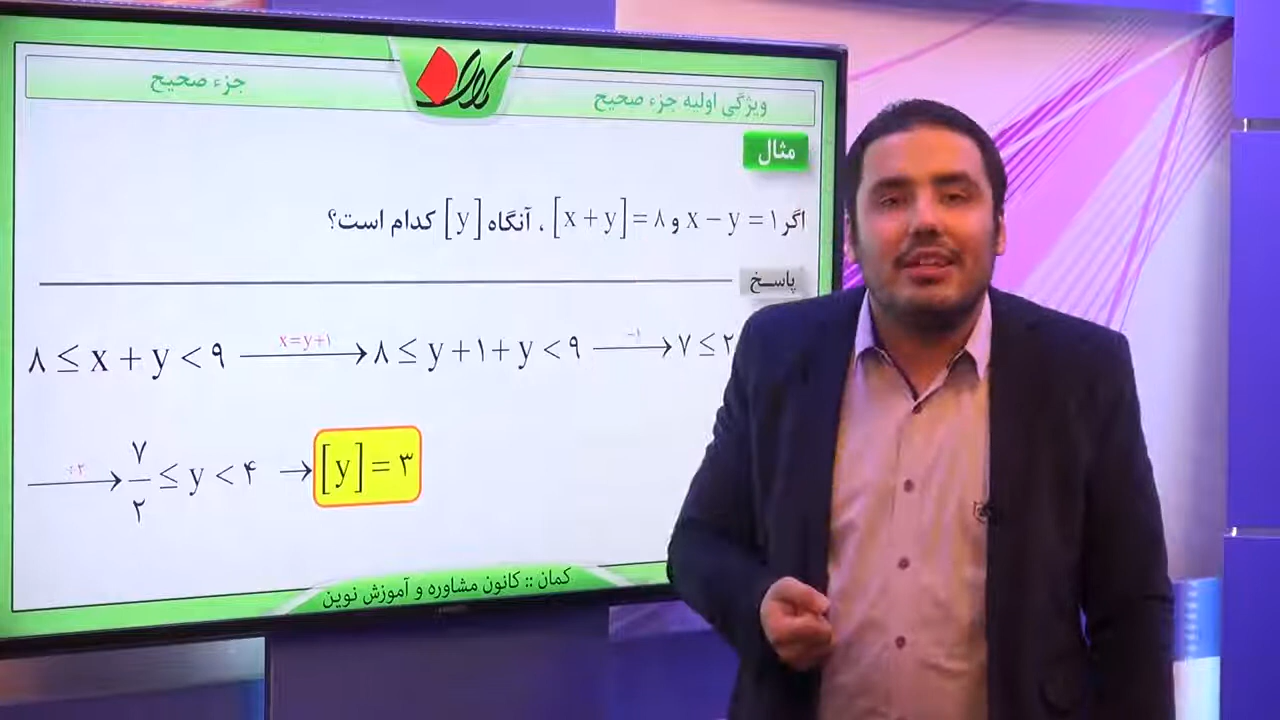 ویژگی اولیه جزء صحیح
جزء صحیح
مثال
اگر x − y = ۱ و [x + y] = ۸ ، آنگاه [y] کدام است؟
پاسخ
۸ ≤ x + y < ۹ ⟶ x=y+۱ ۸ ≤ y + ۱ + y < ۹ ⟶ −۱ ۷ ≤ ۲
⟶ ÷۲ ۷/۲ ≤ y < ۴ → [y] = ۳
کمان :: کانون مشاوره و آموزش نوین